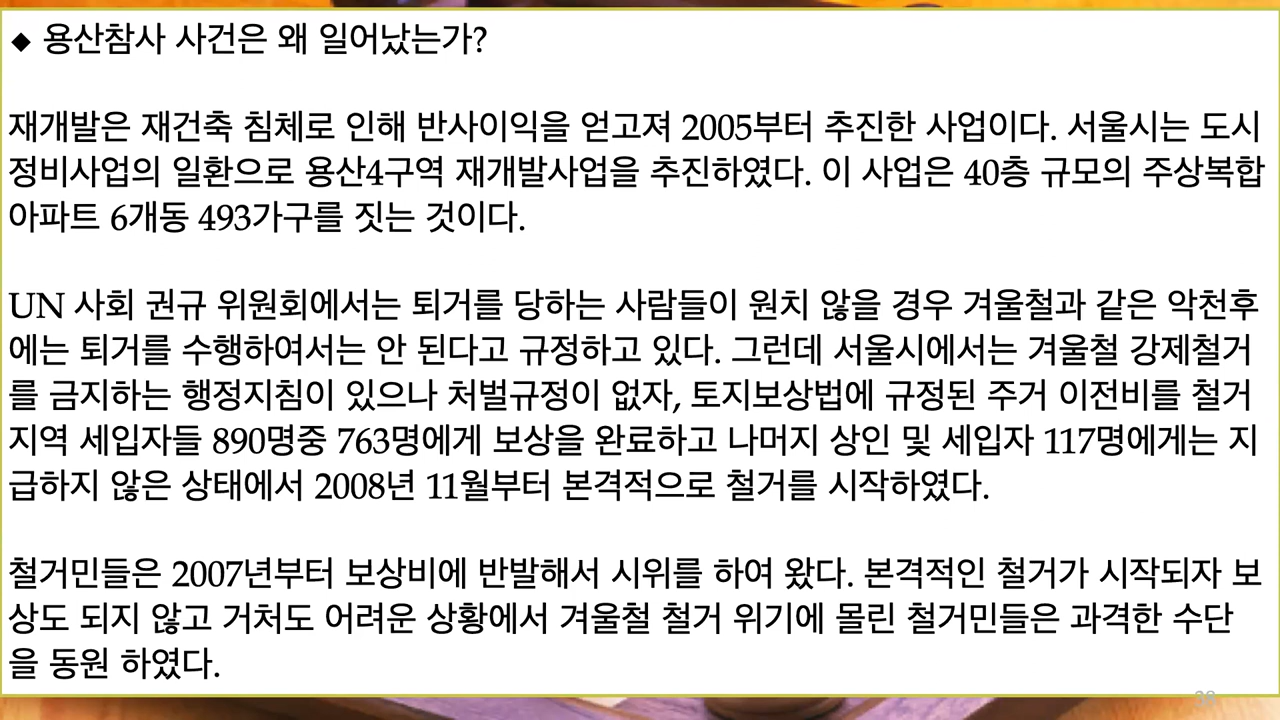 ◆ 용산참사 사건은 왜 일어났는가?
재개발은 재건축 침체로 인해 반사이익을 얻고져 2005부터 추진한 사업이다. 서울시는 도시
정비사업의 일환으로 용산4구역 재개발사업을 추진하였다. 이 사업은 40층 규모의 주상복합
아파트 6개동 493가구를 짓는 것이다.
UN 사회 권규 위원회에서는 퇴거를 당하는 사람들이 원치 않을 경우 겨울철과 같은 악천후
에는 퇴거를 수행하여서는 안 된다고 규정하고 있다. 그런데 서울시에서는 겨울철 강제철거
를 금지하는 행정지침이 있으나 처벌규정이 없자, 토지보상법에 규정된 주거 이전비를 철거
지역 세입자들 890명중 763명에게 보상을 완료하고 나머지 상인 및 세입자 117명에게는 지
급하지 않은 상태에서 2008년 11월부터 본격적으로 철거를 시작하였다.
철거민들은 2007년부터 보상비에 반발해서 시위를 하여 왔다. 본격적인 철거가 시작되자 보
상도 되지 않고 거처도 어려운 상황에서 겨울철 철거 위기에 몰린 철거민들은 과격한 수단
을 동원 하였다.
38